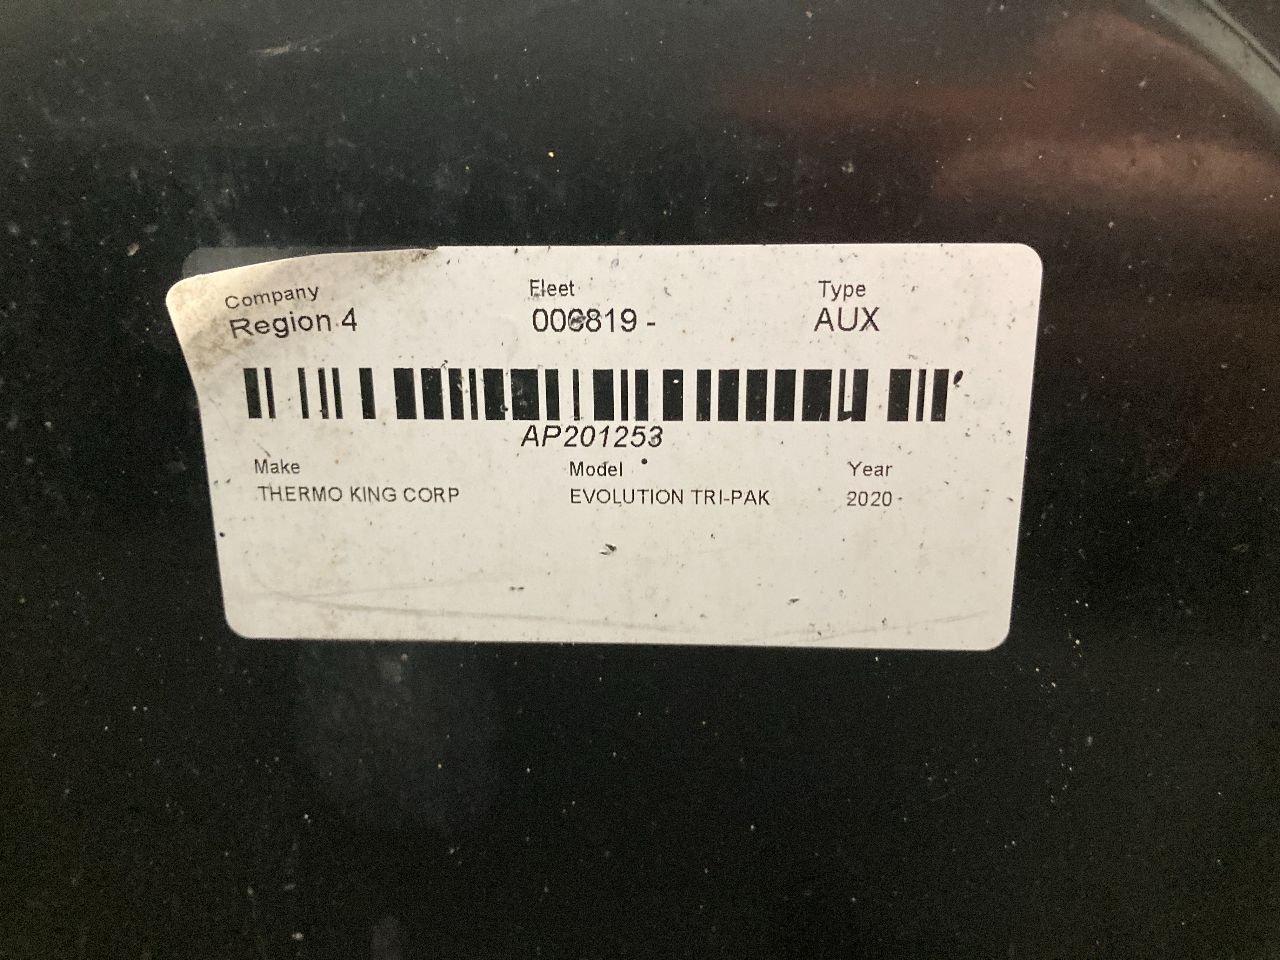 Company Fleet Type
Region 4 006819 - AUX
AP201253
Make Model Year
THERMO KING CORP EVOLUTION TRI-PAK 2020